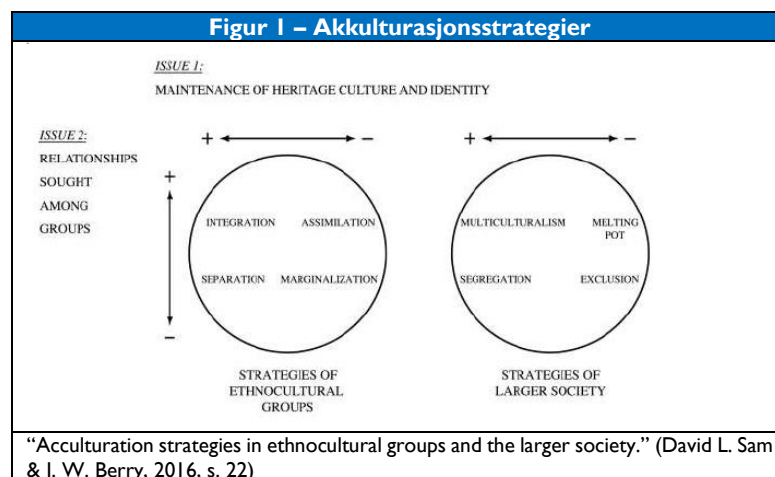 Figur 1 – Akkulturasjonsstrategier
ISSUE 1:
MAINTENANCE OF HERITAGE CULTURE AND IDENTITY
ISSUE 2:
RELATIONSHIPS
SOUGHT
AMONG
GROUPS
+ −
+ −
+
−
INTEGRATION ASSIMILATION
SEPARATION MARGINALIZATION
MULTICULTURALISM MELTING
POT
SEGREGATION EXCLUSION
STRATEGIES OF
ETHNOCULTURAL
GROUPS
STRATEGIES OF
LARGER SOCIETY
“Acculturation strategies in ethnocultural groups and the larger society.” (David L. Sam
& J. W. Berry, 2016, s. 22)